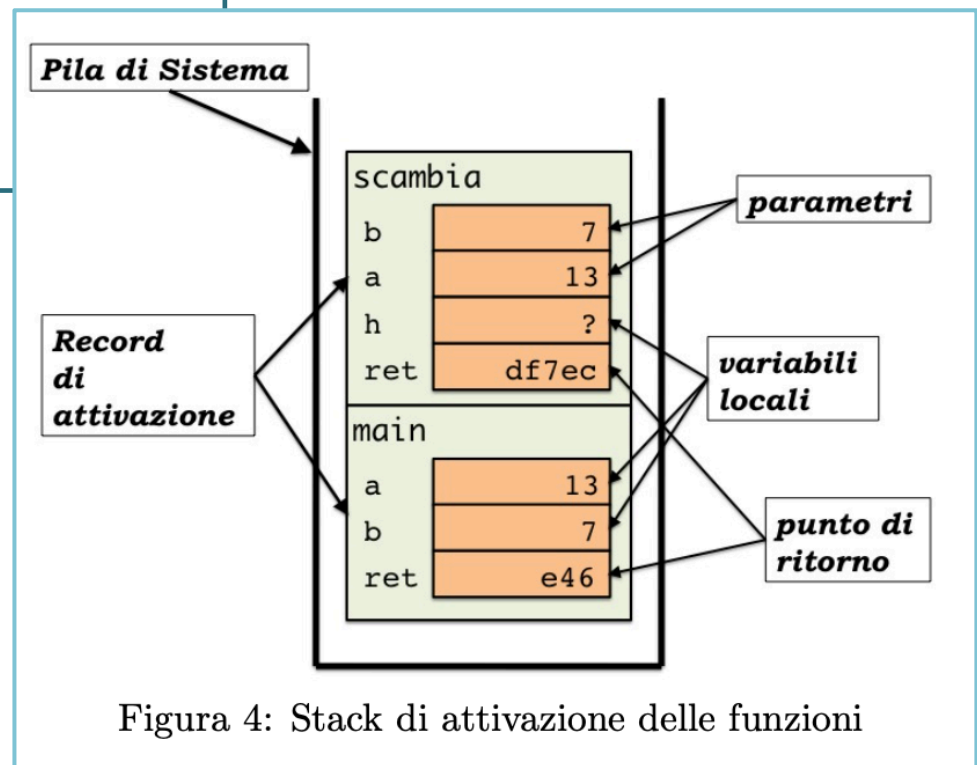 Pila di Sistema
scambia
b 7
a 13
h ?
ret df7ec
parametri
Record
di
attivazione
variabili
locali
main
a 13
b 7
ret e46
punto di
ritorno
Figura 4: Stack di attivazione delle funzioni